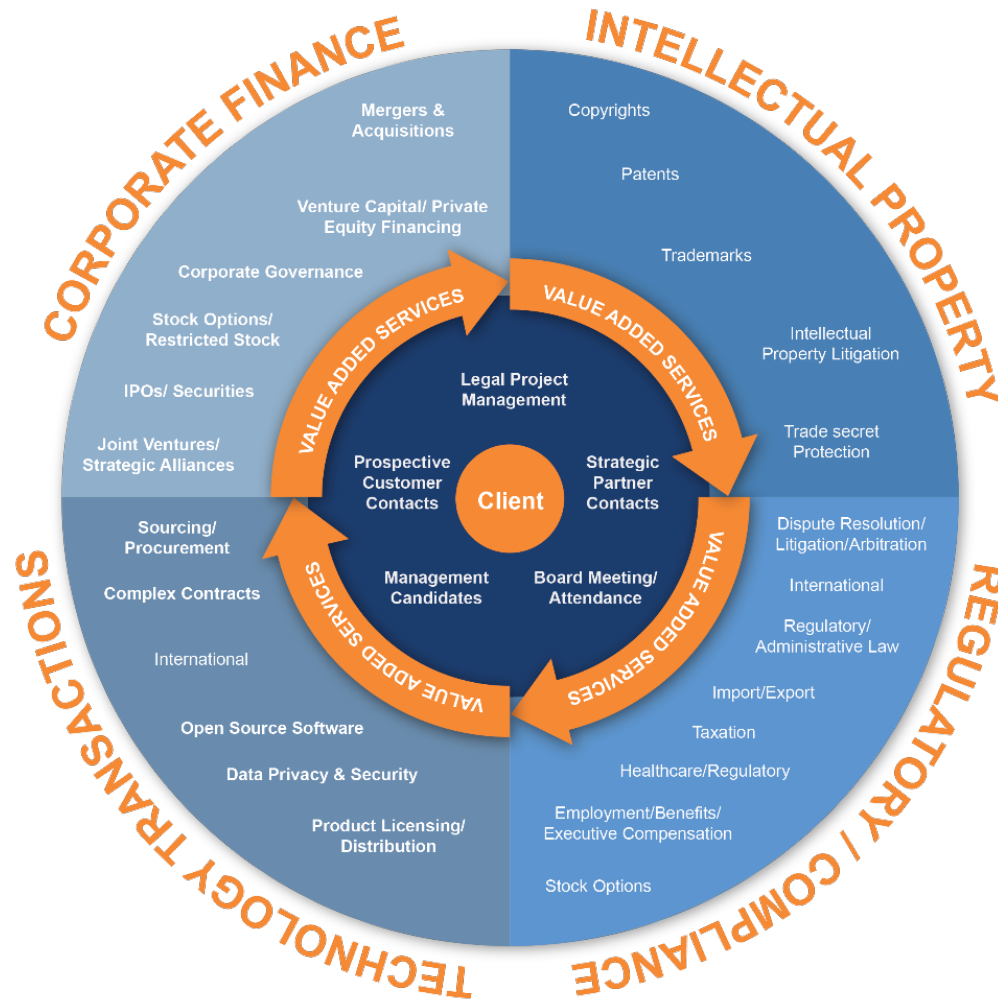 CORPORATE FINANCE
Mergers &
Acquisitions
Venture Capital/ Private
Equity Financing
Corporate Governance
Stock Options/
Restricted Stock
IPOs/ Securities
Joint Ventures/
Strategic Alliances
INTELLECTUAL PROPERTY
Copyrights
Patents
Trademarks
Intellectual
Property Litigation
Trade secret
Protection
REGULATORY / COMPLIANCE
Dispute Resolution/
Litigation/Arbitration
International
Regulatory/
Administrative Law
Import/Export
Taxation
Healthcare/Regulatory
Employment/Benefits/
Executive Compensation
Stock Options
TECHNOLOGY TRANSACTIONS
Sourcing/
Procurement
Complex Contracts
International
Open Source Software
Data Privacy & Security
Product Licensing/
Distribution
VALUE ADDED SERVICES
VALUE ADDED SERVICES
VALUE ADDED SERVICES
VALUE ADDED SERVICES
Legal Project
Management
Prospective
Customer
Contacts
Client
Strategic
Partner
Contacts
Management
Candidates
Board Meeting/
Attendance